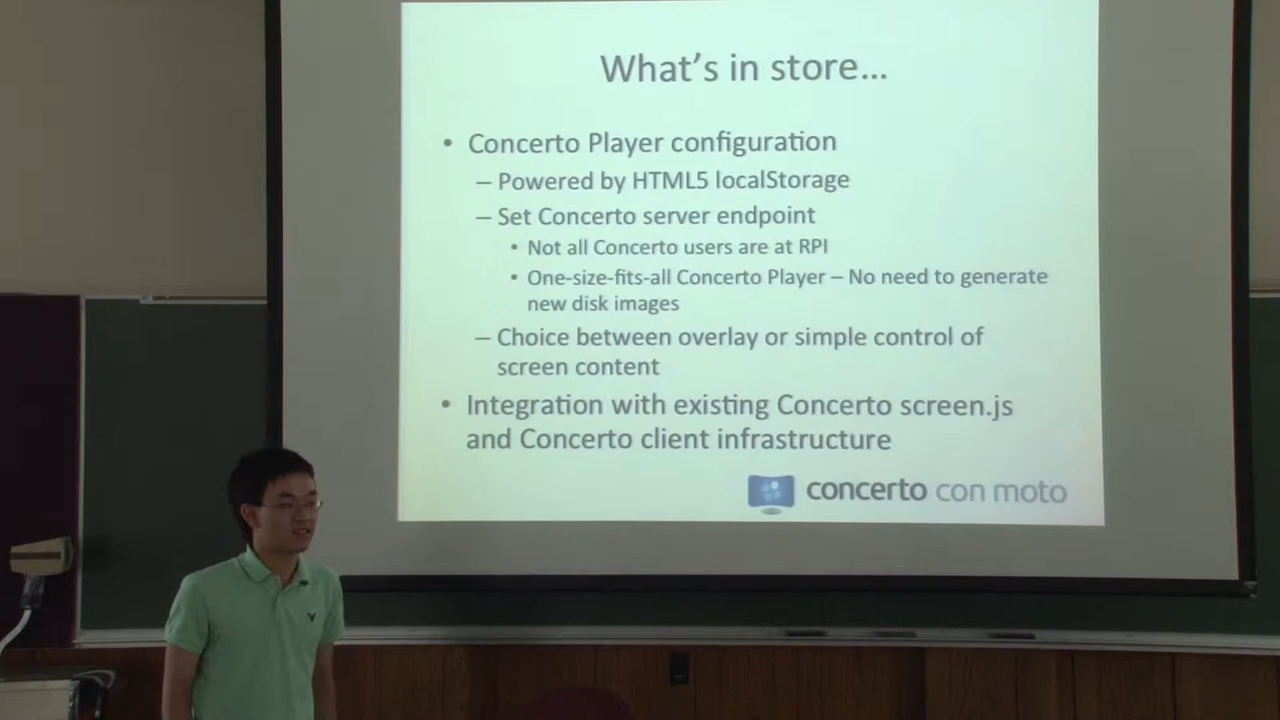 What's in store...
• Concerto Player configuration
– Powered by HTML5 localStorage
– Set Concerto server endpoint
• Not all Concerto users are at RPI
• One-size-fits-all Concerto Player – No need to generate
new disk images
– Choice between overlay or simple control of
screen content
• Integration with existing Concerto screen.js
and Concerto client infrastructure
concerto con moto